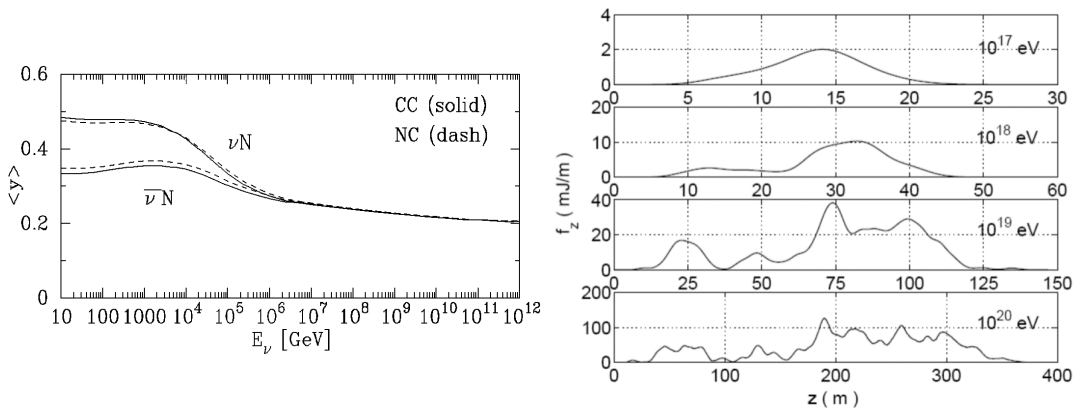 0.6
0.4
0.2
0
<y>
CC (solid)
NC (dash)
νN
ν̅N
10 100 1000 10⁴ 10⁵ 10⁶ 10⁷ 10⁸ 10⁹ 10¹⁰ 10¹¹ 10¹²
E_ν [GeV]
4
2
0
10¹⁷ eV
0 5 10 15 20 25 30
20
10
0
10¹⁸ eV
0 10 20 30 40 50 60
40
20
0
10¹⁹ eV
0 25 50 75 100 125 150
200
100
0
10²⁰ eV
0 100 200 300 400
f_z ( mJ/m )
z ( m )